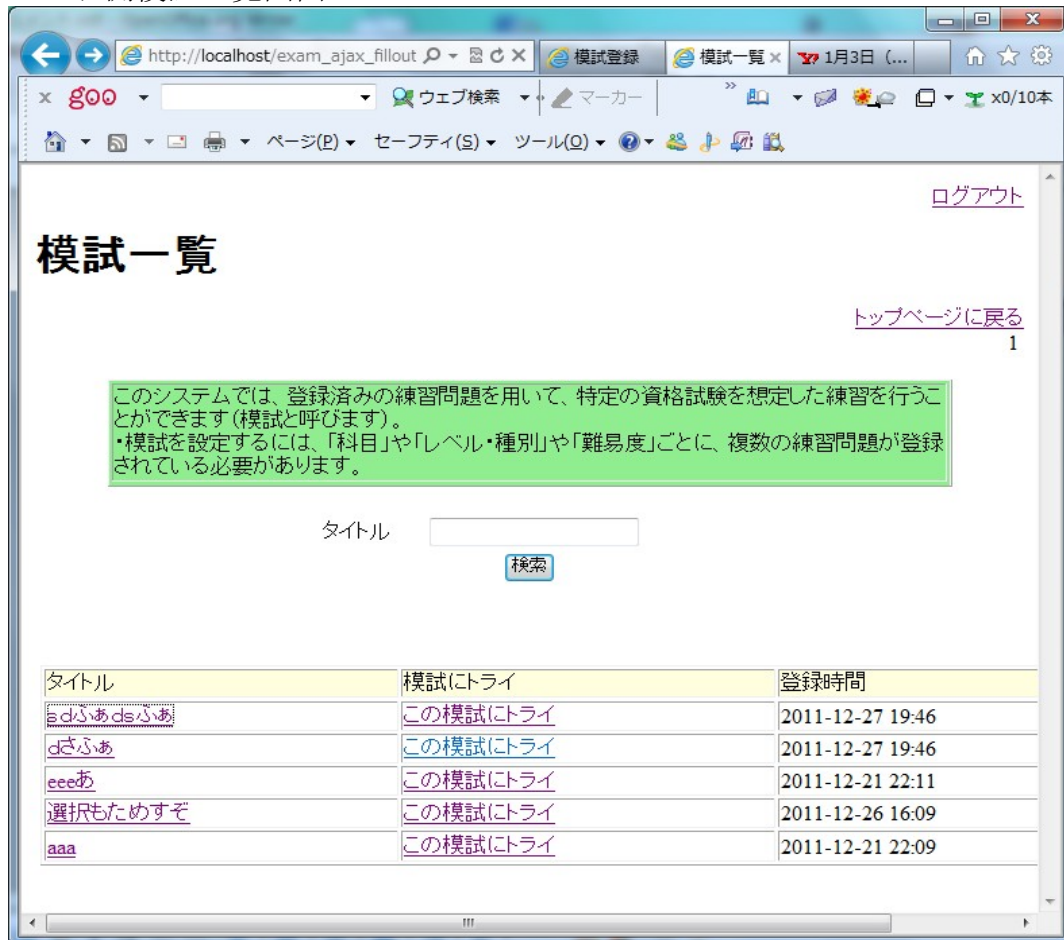 http://localhost/exam_ajax_fillout
模試登録
模試一覧
1月3日（...
goo
ウェブ検索
マーカー
x0/10本
ページ(P)
セーフティ(S)
ツール(O)
ログアウト
模試一覧
トップページに戻る
1
このシステムでは、登録済みの練習問題を用いて、特定の資格試験を想定した練習を行うこ
とができます(模試と呼びます)。
・模試を設定するには、「科目」や「レベル・種別」や「難易度」ごとに、複数の練習問題が登録
されている必要があります。
タイトル
検索
タイトル 模試にトライ 登録時間
sdふぁdsふぁ この模試にトライ 2011-12-27 19:46
dさふぁ この模試にトライ 2011-12-27 19:46
eeeあ この模試にトライ 2011-12-21 22:11
選択もためすぞ この模試にトライ 2011-12-26 16:09
aaa この模試にトライ 2011-12-21 22:09